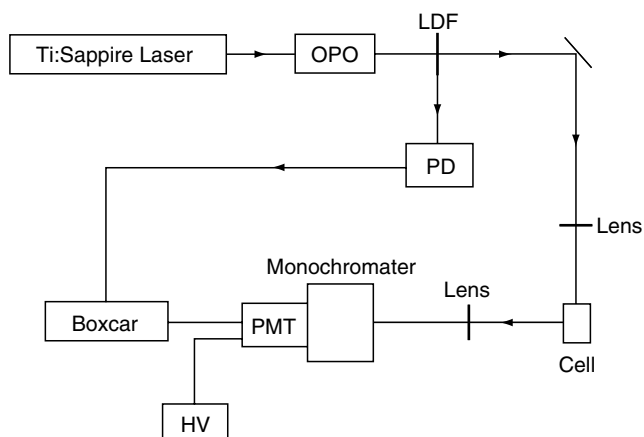 LDF
Ti:Sappire Laser
OPO
PD
Lens
Monochromater
Lens
Boxcar
PMT
Cell
HV